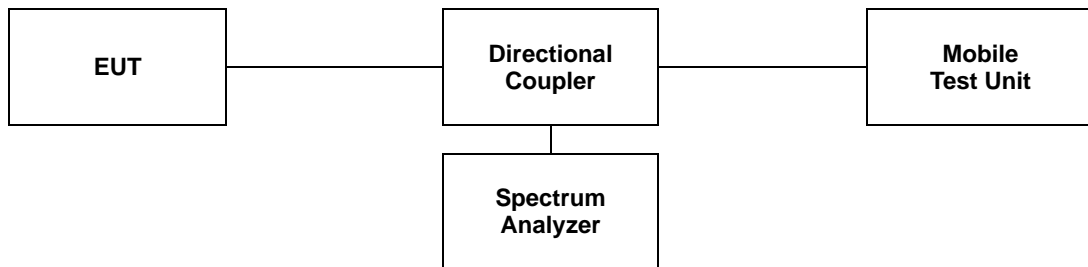 EUT
Directional
Coupler
Mobile
Test Unit
Spectrum
Analyzer